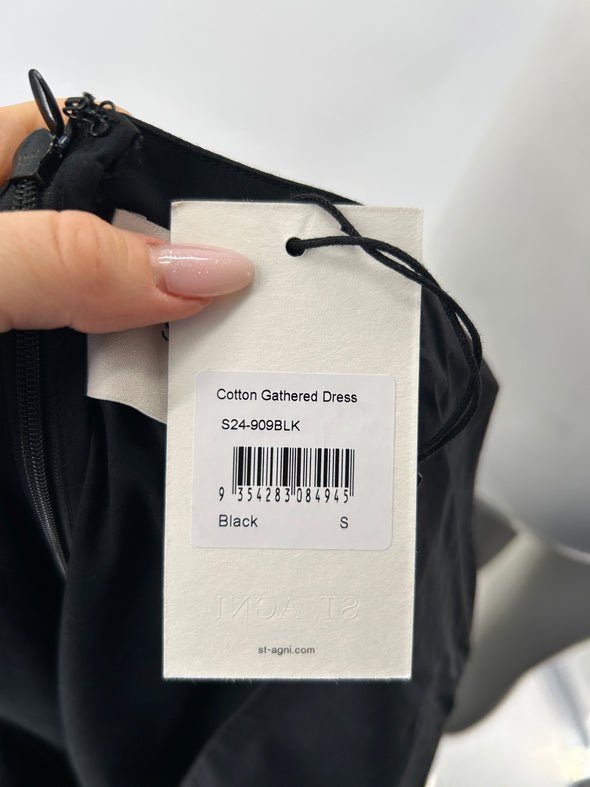 Cotton Gathered Dress
S24-909BLK
9 354283 084945
Black S
ST. AGNI
st-agni.com